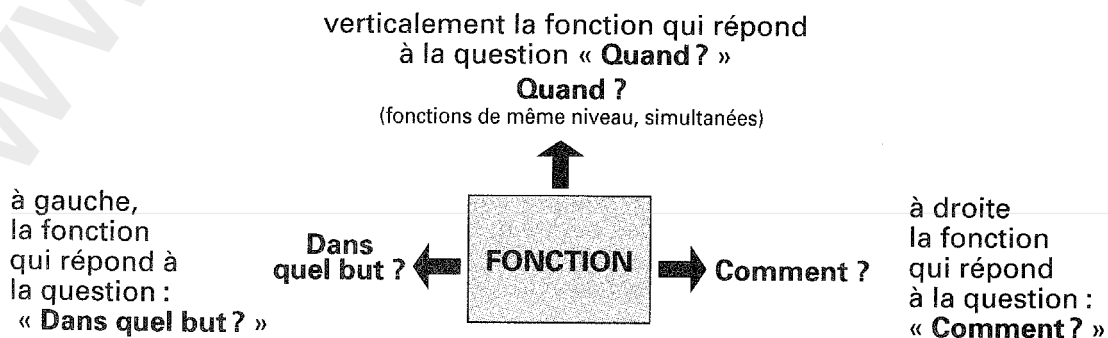 verticalement la fonction qui répond
à la question « Quand ? »
Quand ?
(fonctions de même niveau, simultanées)
à gauche,
la fonction
qui répond à
la question :
« Dans quel but ? »
Dans
quel but ?
FONCTION
Comment ?
à droite
la fonction
qui répond
à la question :
« Comment ? »